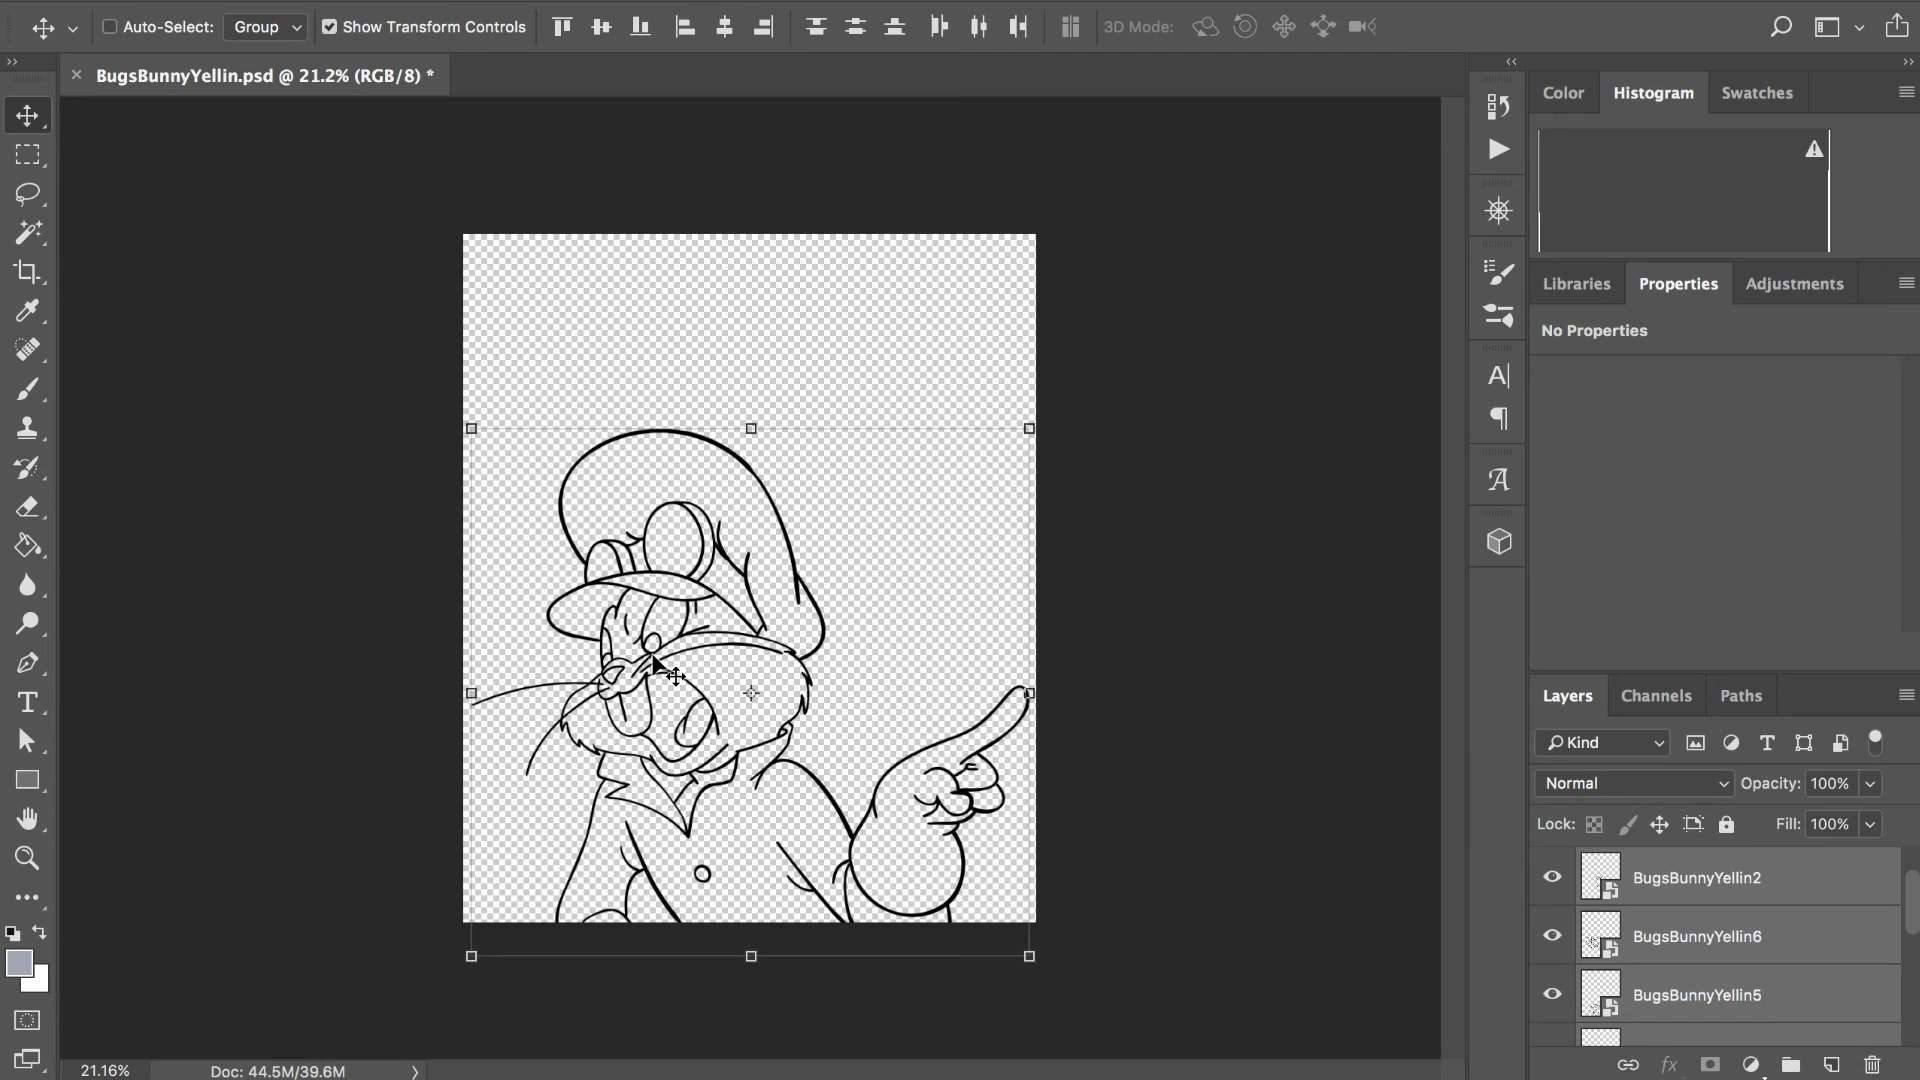 Auto-Select: Group Show Transform Controls 3D Mode:
BugsBunnyYellin.psd @ 21.2% (RGB/8) *
Color Histogram Swatches
Libraries Properties Adjustments
No Properties
Layers Channels Paths
Kind
Normal Opacity: 100%
Lock: Fill: 100%
BugsBunnyYellin2
BugsBunnyYellin6
BugsBunnyYellin5
21.16% Doc: 44.5M/39.6M